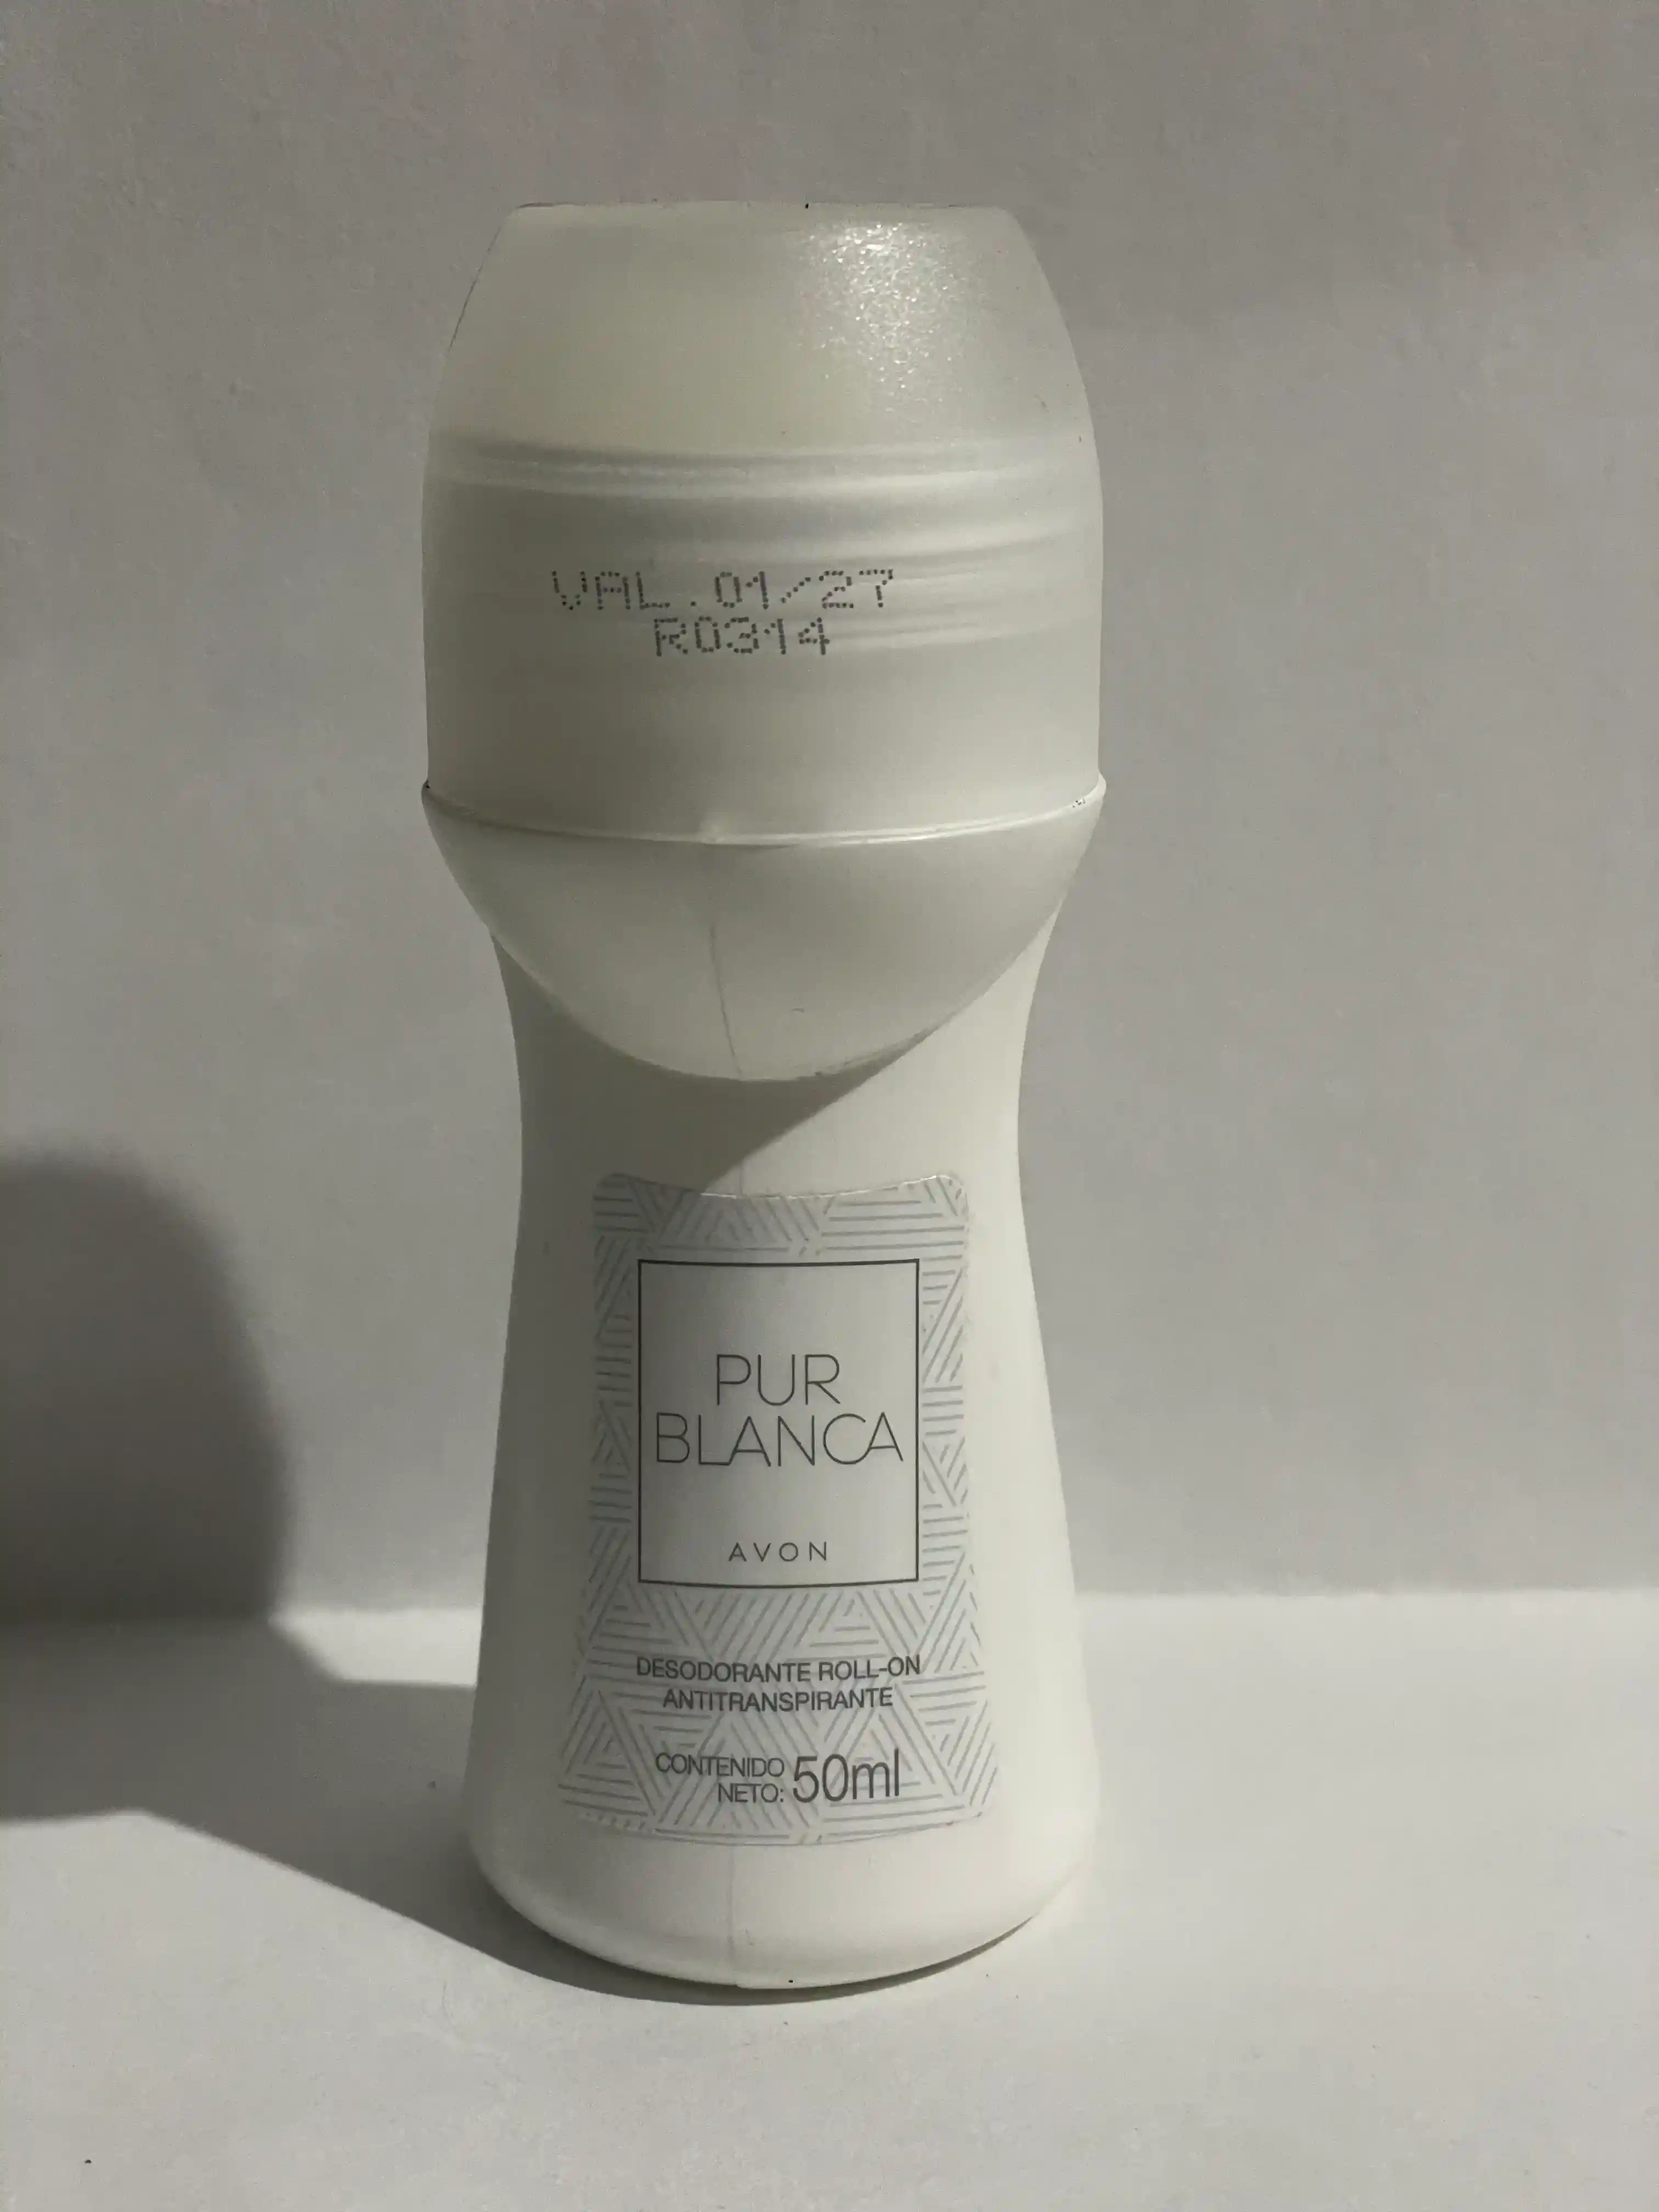 VAL.01/27
R0314
PUR
BLANCA
AVON
DESODORANTE ROLL-ON
ANTITRANSPIRANTE
CONTENIDO
NETO: 50ml